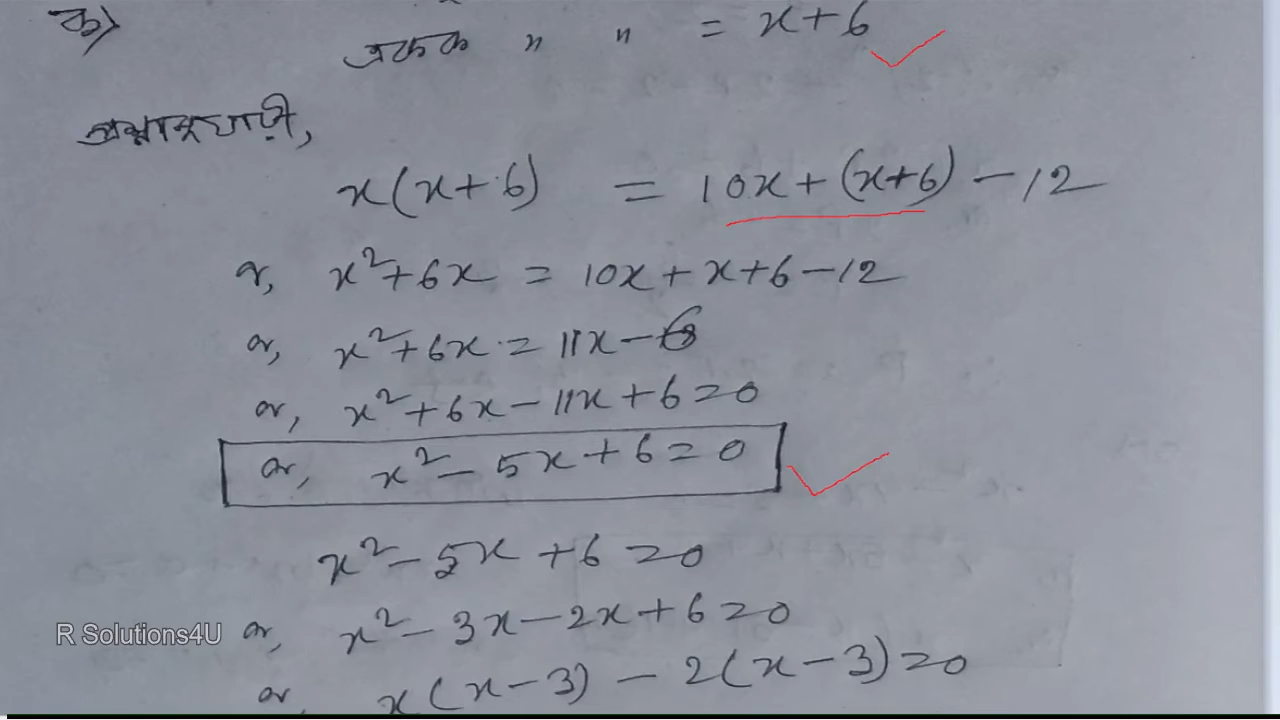 ক)
একক " " = x+6
প্রশ্নানুযায়ী,
x(x+6) = 10x+(x+6)-12
or, x²+6x = 10x+x+6-12
or, x²+6x = 11x-6
or, x²+6x-11x+6=0
or, x²-5x+6=0
x²-5x+6=0
or, x²-3x-2x+6=0
R Solutions4U
or, x(x-3)-2(x-3)=0